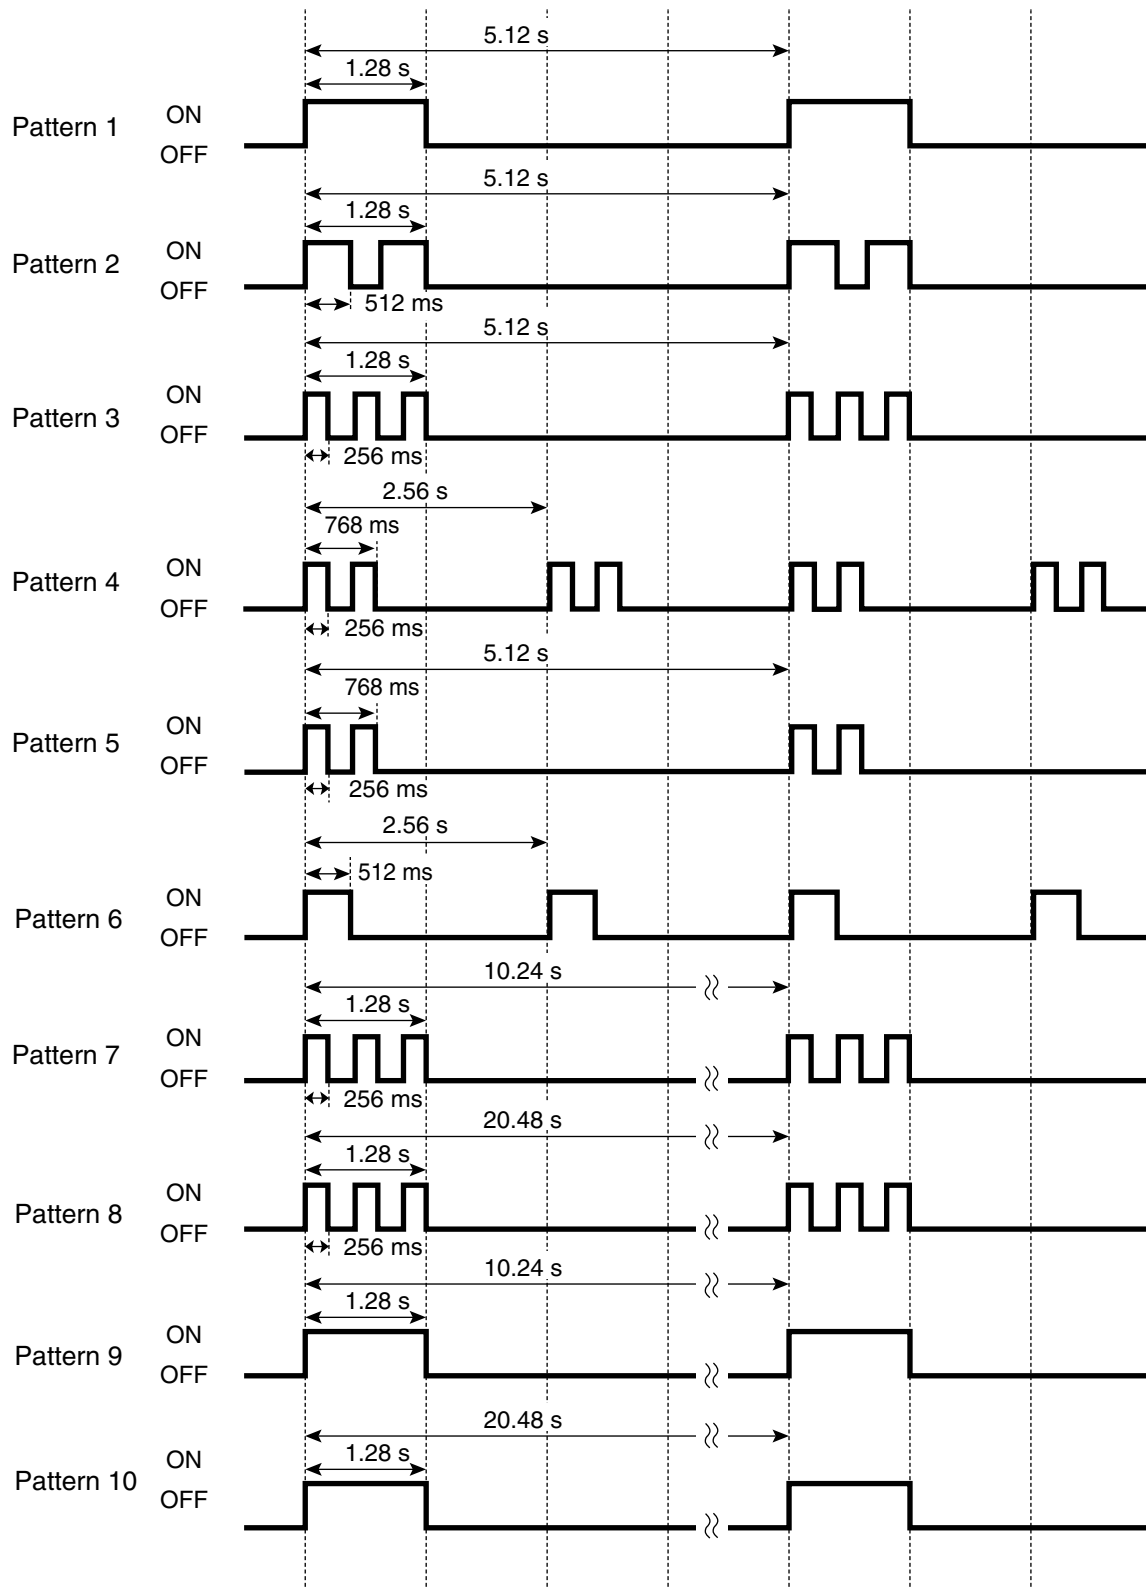 5.12 s
1.28 s
Pattern 1
ON
OFF
5.12 s
1.28 s
Pattern 2
ON
OFF
512 ms
5.12 s
1.28 s
Pattern 3
ON
OFF
256 ms
2.56 s
768 ms
Pattern 4
ON
OFF
256 ms
5.12 s
768 ms
Pattern 5
ON
OFF
256 ms
2.56 s
512 ms
Pattern 6
ON
OFF
10.24 s
1.28 s
Pattern 7
ON
OFF
256 ms
20.48 s
1.28 s
Pattern 8
ON
OFF
256 ms
10.24 s
1.28 s
Pattern 9
ON
OFF
20.48 s
1.28 s
Pattern 10
ON
OFF